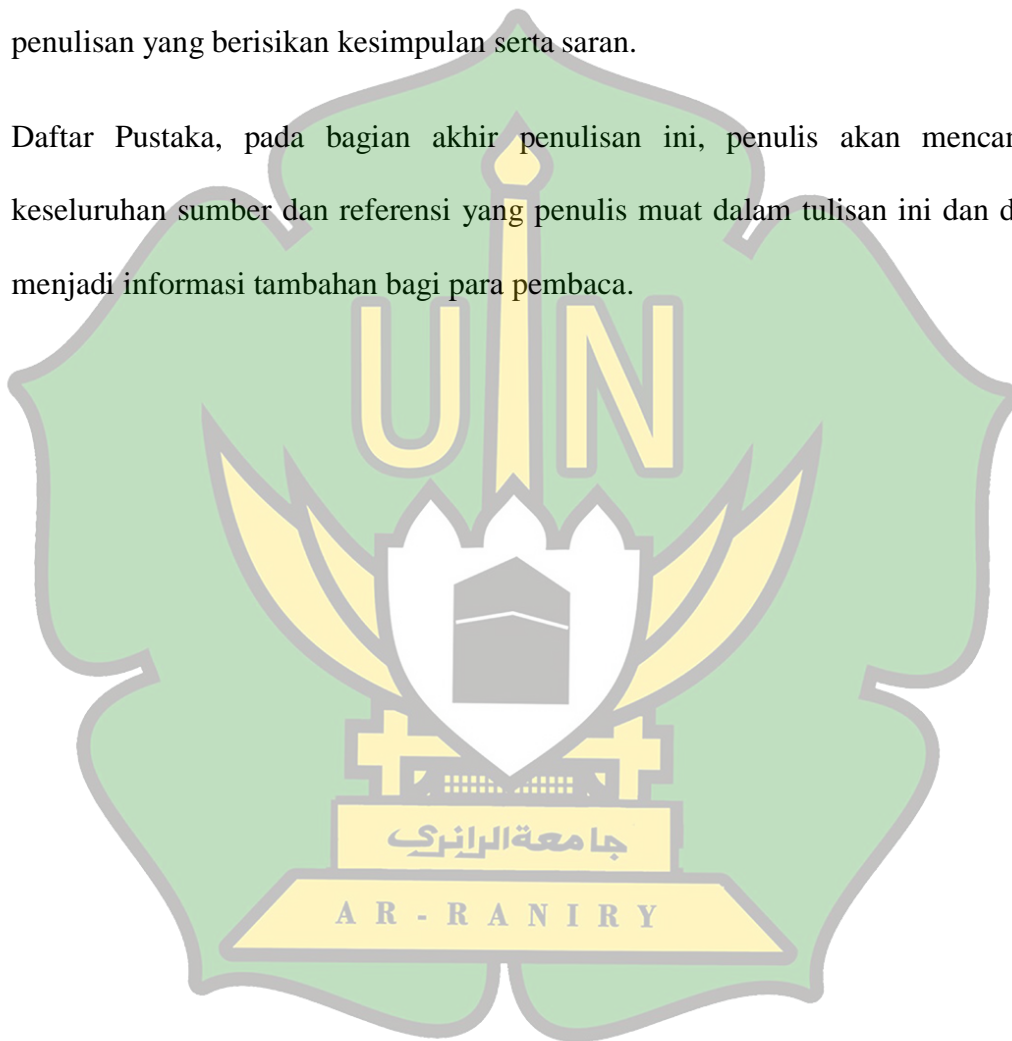 penulisan yang berisikan kesimpulan serta saran.
Daftar Pustaka, pada bagian akhir penulisan ini, penulis akan mencan
keseluruhan sumber dan referensi yang penulis muat dalam tulisan ini dan d
menjadi informasi tambahan bagi para pembaca.
UIN
جامعة الرانري
AR-RANIRY